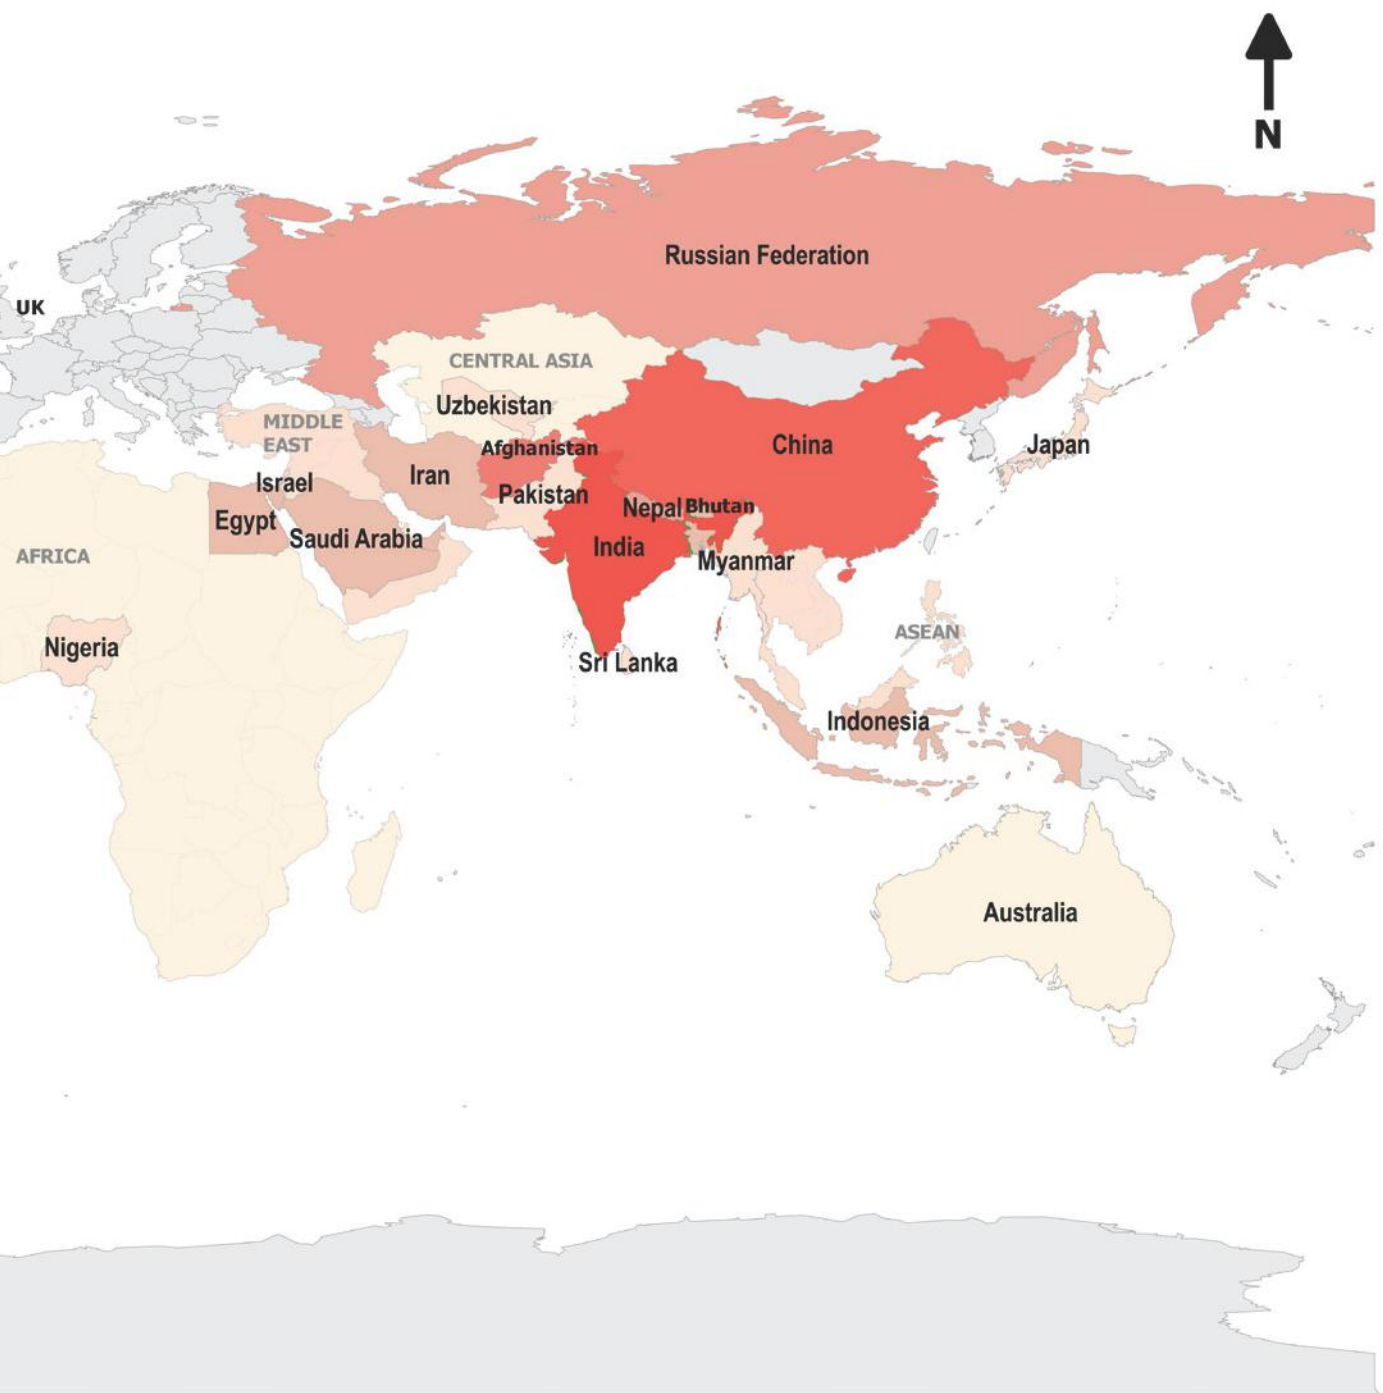 N
Russian Federation
UK
CENTRAL ASIA
Uzbekistan
MIDDLE
EAST
Afghanistan
China
Japan
Iran
Israel
Pakistan
Nepal
Bhutan
Egypt
Saudi Arabia
India
AFRICA
Myanmar
ASEAN
Nigeria
Sri Lanka
Indonesia
Australia